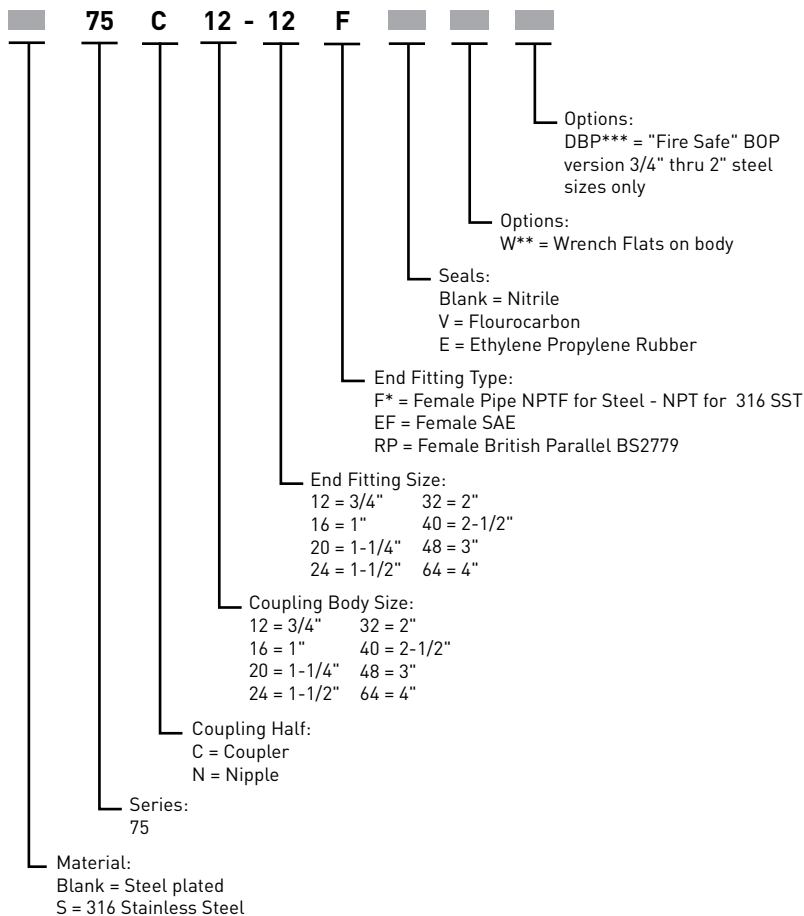 75 C 12 - 12 F
Options:
DBP*** = "Fire Safe" BOP
version 3/4" thru 2" steel
sizes only
Options:
W** = Wrench Flats on body
Seals:
Blank = Nitrile
V = Flourocarbon
E = Ethylene Propylene Rubber
End Fitting Type:
F* = Female Pipe NPTF for Steel - NPT for 316 SST
EF = Female SAE
RP = Female British Parallel BS2779
End Fitting Size:
12 = 3/4" 32 = 2"
16 = 1" 40 = 2-1/2"
20 = 1-1/4" 48 = 3"
24 = 1-1/2" 64 = 4"
Coupling Body Size:
12 = 3/4" 32 = 2"
16 = 1" 40 = 2-1/2"
20 = 1-1/4" 48 = 3"
24 = 1-1/2" 64 = 4"
Coupling Half:
C = Coupler
N = Nipple
Series:
75
Material:
Blank = Steel plated
S = 316 Stainless Steel